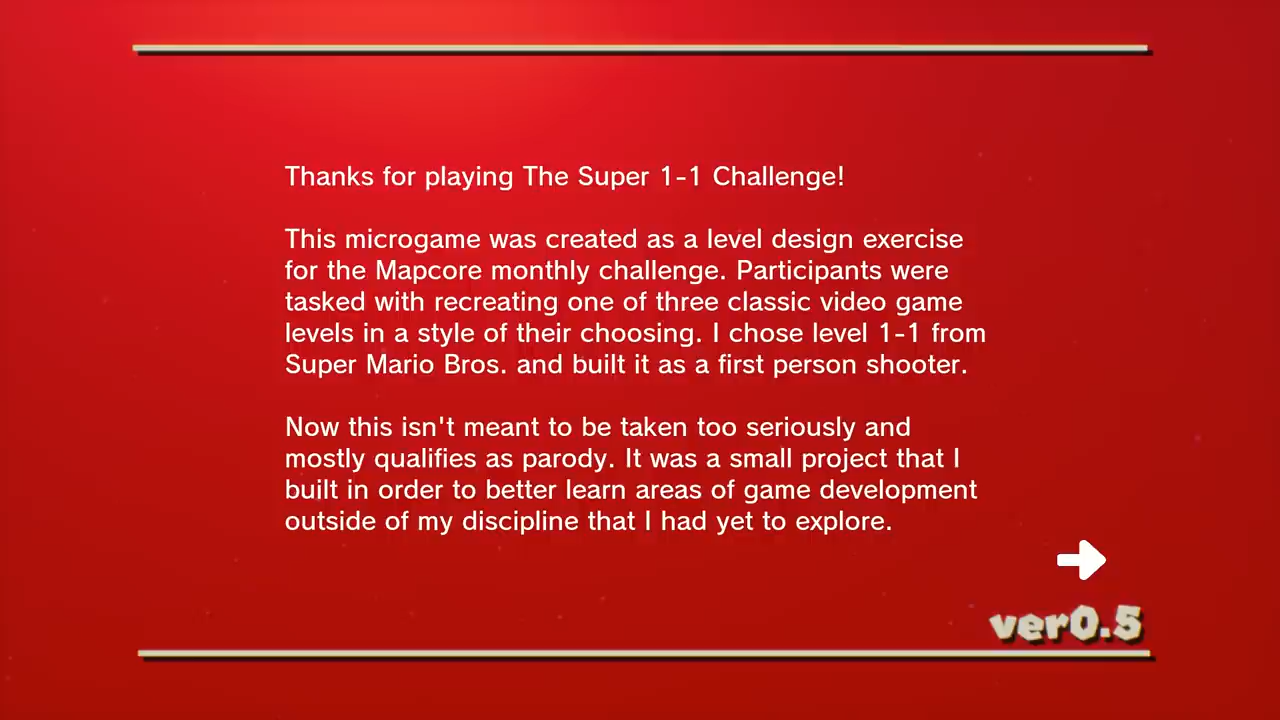 Thanks for playing The Super 1-1 Challenge!
This microgame was created as a level design exercise
for the Mapcore monthly challenge. Participants were
tasked with recreating one of three classic video game
levels in a style of their choosing. I chose level 1-1 from
Super Mario Bros. and built it as a first person shooter.
Now this isn't meant to be taken too seriously and
mostly qualifies as parody. It was a small project that I
built in order to better learn areas of game development
outside of my discipline that I had yet to explore.
ver0.5